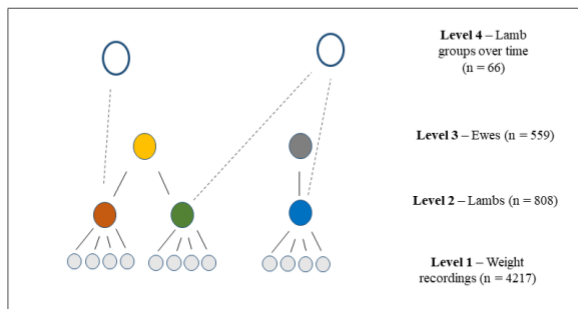 Level 4 – Lamb
groups over time
(n = 66)
Level 3 – Ewes (n = 559)
Level 2 – Lambs (n = 808)
Level 1 – Weight
recordings (n = 4217)